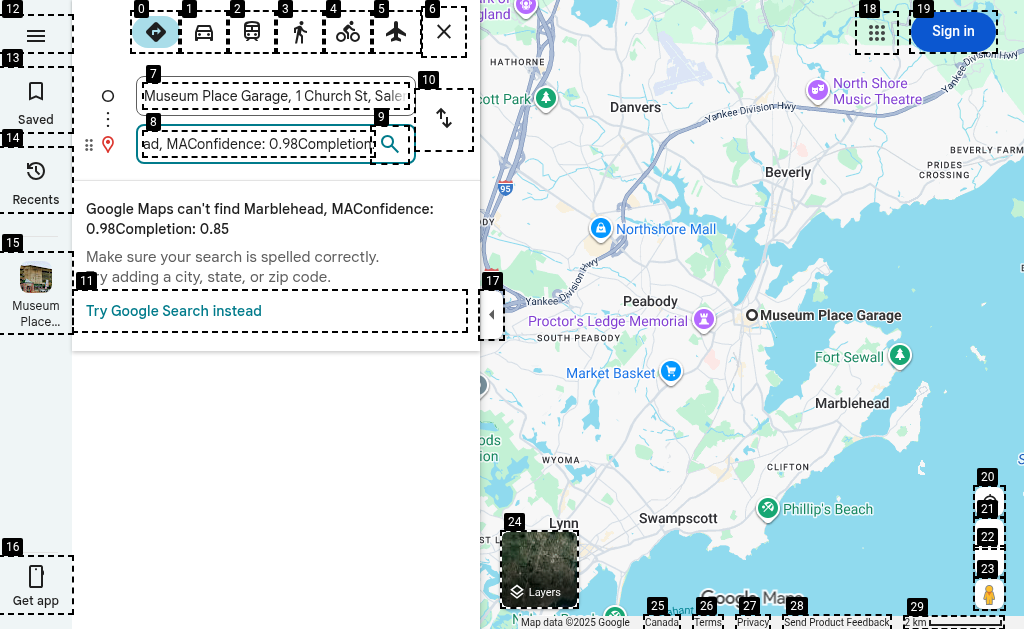 12
0
1
2
3
4
5
6
18
19
Sign in
13
Saved
7
Museum Place Garage, 1 Church St, Saler
10
8
9
ad, MAConfidence: 0.98Completion
14
Recents
Google Maps can't find Marblehead, MAConfidence:
0.98Completion: 0.85
Make sure your search is spelled correctly.
Try adding a city, state, or zip code.
15
Museum
Place...
11
Try Google Search instead
17
16
Get app
HATHORNE
Danvers
North Shore
Music Theatre
Yankee Division Hwy
Yankee Division Hwy
Beverly
BEVERLY FARM
PRIDES
CROSSING
95
Northshore Mall
Yankee Division Hwy
Peabody
Museum Place Garage
Proctor's Ledge Memorial
SOUTH PEABODY
Fort Sewall
Market Basket
Marblehead
WYOMA
CLIFTON
Phillip's Beach
Swampscott
Lynn
24
Layers
20
21
22
23
Google Maps
25
26
27
28
29
Map data ©2025 Google
Canada
Terms
Privacy
Send Product Feedback
2 km